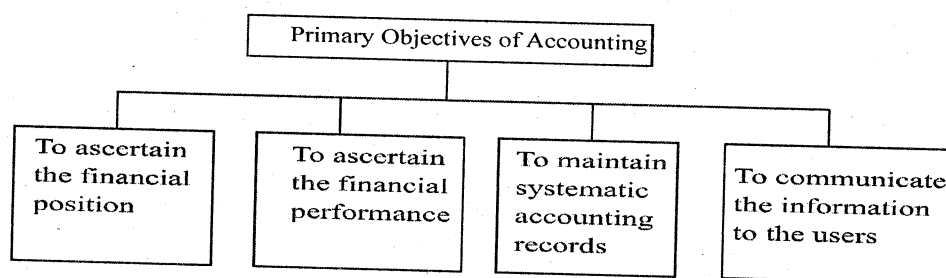 Primary Objectives of Accounting
To ascertain
the financial
position
To ascertain
the financial
performance
To maintain
systematic
accounting
records
To communicate
the information
to the users